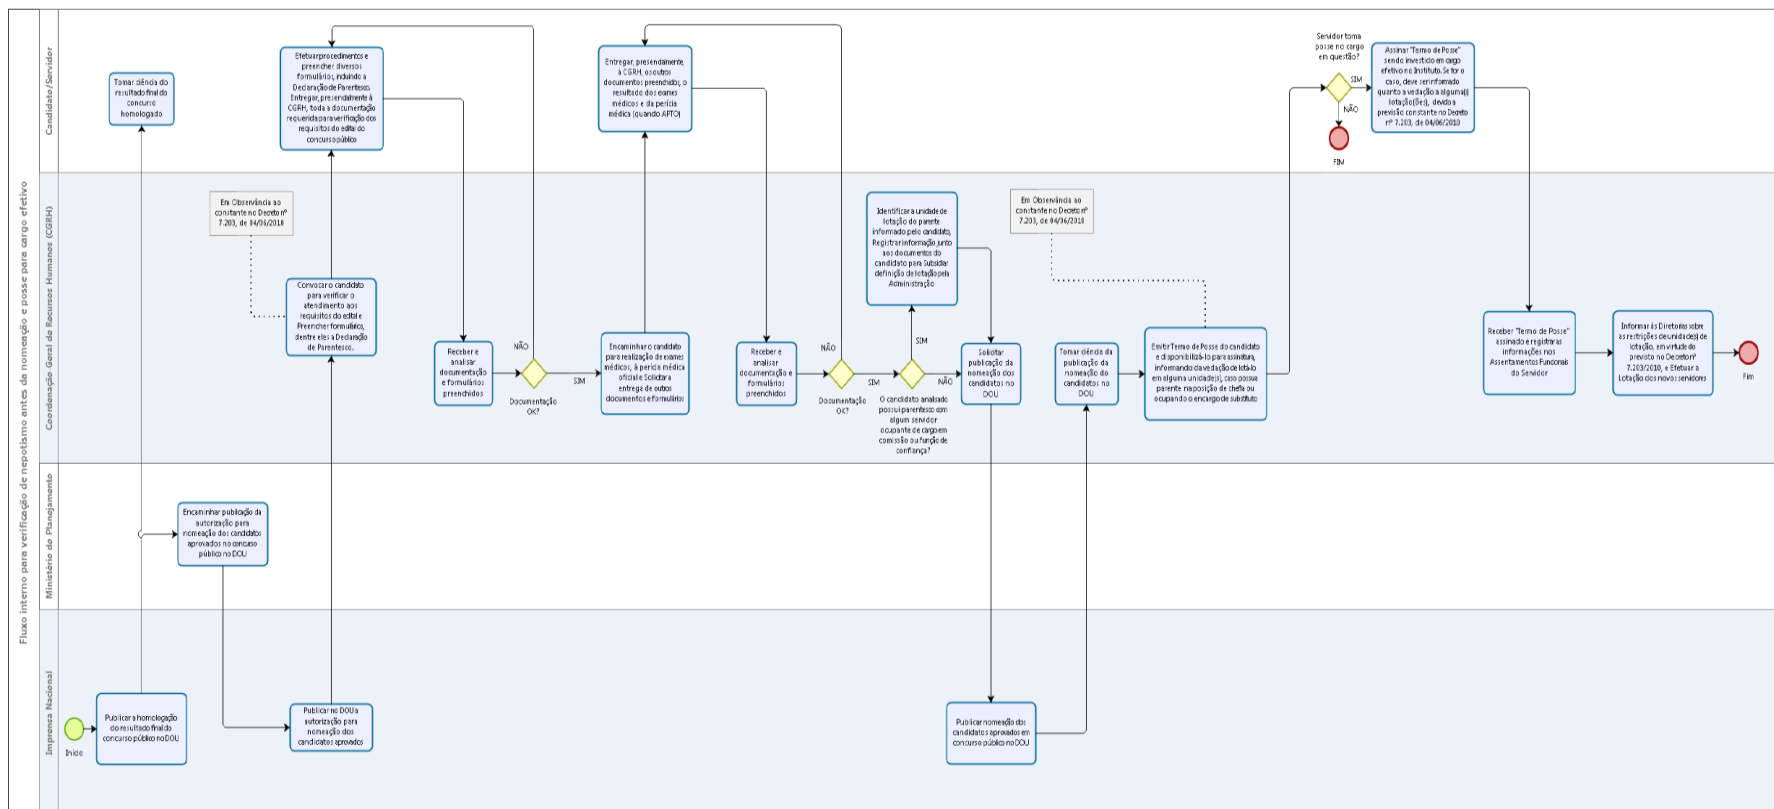 Fluxo interno para verificação de nepotismo antes da nomeação e posse para cargo efetivo
Candidato/Servidor
Tomar ciência do
resultado final do
concurso
homologado
Efetuar procedimentos e
preencher diversos
formulários, incluindo a
Declaração de Parentesco.
Entregar, presencialmente à
CGRH, toda a documentação
requerida para verificação dos
requisitos do edital do
concurso público
Entregar, presencialmente,
à CGRH, os outros
documentos preenchidos, o
resultado dos exames
médicos e da perícia
médica (quando APTO)
Servidor toma
posse no cargo
em questão?
SIM
NÃO
FIM
Assinar "Termo de Posse"
sendo investido em cargo
efetivo no Instituto. Se for o
caso, deve ser informado
quanto a vedação a alguma(s)
lotação(ões), devido a
previsão constante no Decreto
nº 7.203, de 04/06/2010
Coordenação Geral de Recursos Humanos (CGRH)
Em Observância ao
constante no Decreto nº
7.203, de 04/06/2010
Convocar o candidato
para verificar o
atendimento aos
requisitos do edital e
Preencher formulários,
dentre eles a Declaração
de Parentesco.
Receber e
analisar
documentação
e formulários
preenchidos
NÃO
SIM
Documentação
OK?
Encaminhar o candidato
para realização de exames
médicos, à perícia médica
oficial e Solicitar a
entrega de outros
documentos e formulários
Receber e
analisar
documentação e
formulários
preenchidos
NÃO
SIM
Documentação
OK?
Identificar a unidade de
lotação do parente
informado pelo candidato,
Registrar informação junto
aos documentos do
candidato para Subsidiar
definição de lotação pela
Administração
SIM
NÃO
O candidato analisado
possui parentesco com
algum servidor
ocupante de cargo em
comissão ou função de
confiança?
Solicitar
publicação da
nomeação dos
candidatos no
DOU
Em Observância ao
constante no Decreto nº
7.203, de 04/06/2010
Tomar ciência da
publicação da
nomeação do
candidatos no
DOU
Emitir Termo de Posse do candidato
e disponibilizá-lo para assinatura,
informando da vedação de lotá-lo
em alguma unidade(s), caso possua
parente na posição de chefia ou
ocupando o encargo de substituto
Receber "Termo de Posse"
assinado e registrar as
informações nos
Assentamentos Funcionais
do Servidor
Informar às Diretorias sobre
as restrições de unidade(s) de
lotação, em virtude do
previsto no Decreto nº
7.203/2010, e Efetuar a
Lotação dos novos servidores
Fim
Ministério do Planejamento
Encaminhar publicação da
autorização para
nomeação dos candidatos
aprovados no concurso
público no DOU
Imprensa Nacional
Início
Publicar a homologação
do resultado final do
concurso público no DOU
Publicar no DOU a
autorização para
nomeação dos
candidatos aprovados
Publicar nomeação dos
candidatos aprovados em
concurso público no DOU